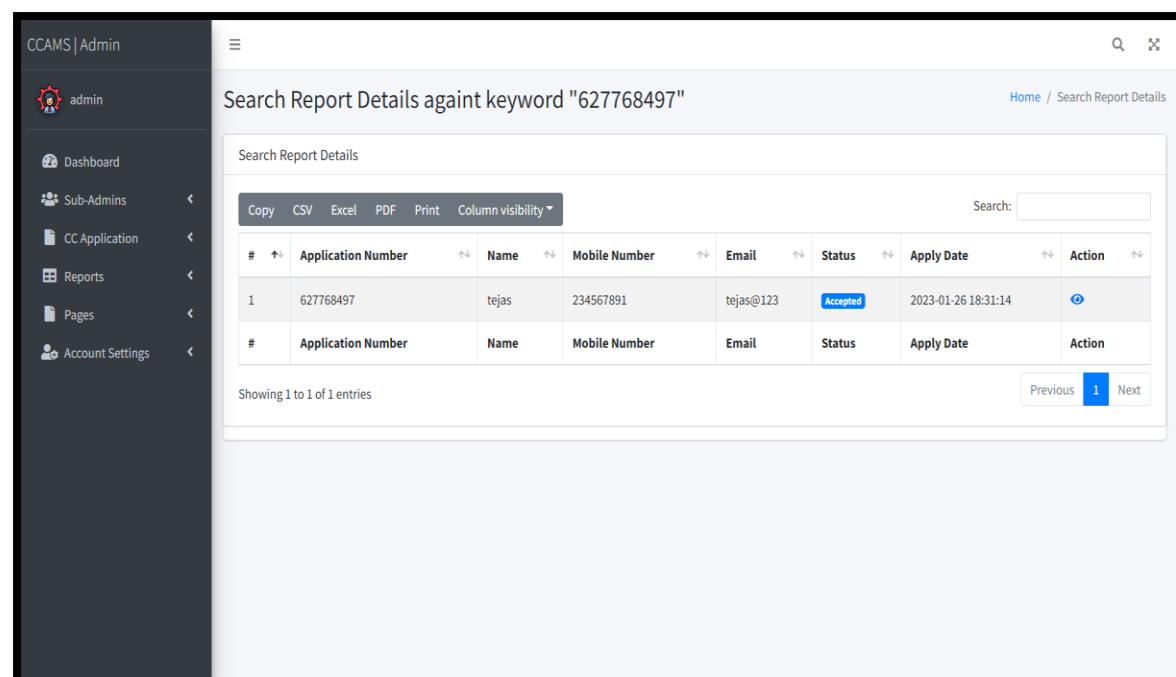 CCAMS | Admin
admin
Dashboard
Sub-Admins
CC Application
Reports
Pages
Account Settings
Search Report Details againt keyword "627768497"
Home / Search Report Details
Search Report Details
Copy CSV Excel PDF Print Column visibility
Search:
# Application Number Name Mobile Number Email Status Apply Date Action
1 627768497 tejas 234567891 tejas@123 Accepted 2023-01-26 18:31:14
# Application Number Name Mobile Number Email Status Apply Date Action
Showing 1 to 1 of 1 entries
Previous 1 Next